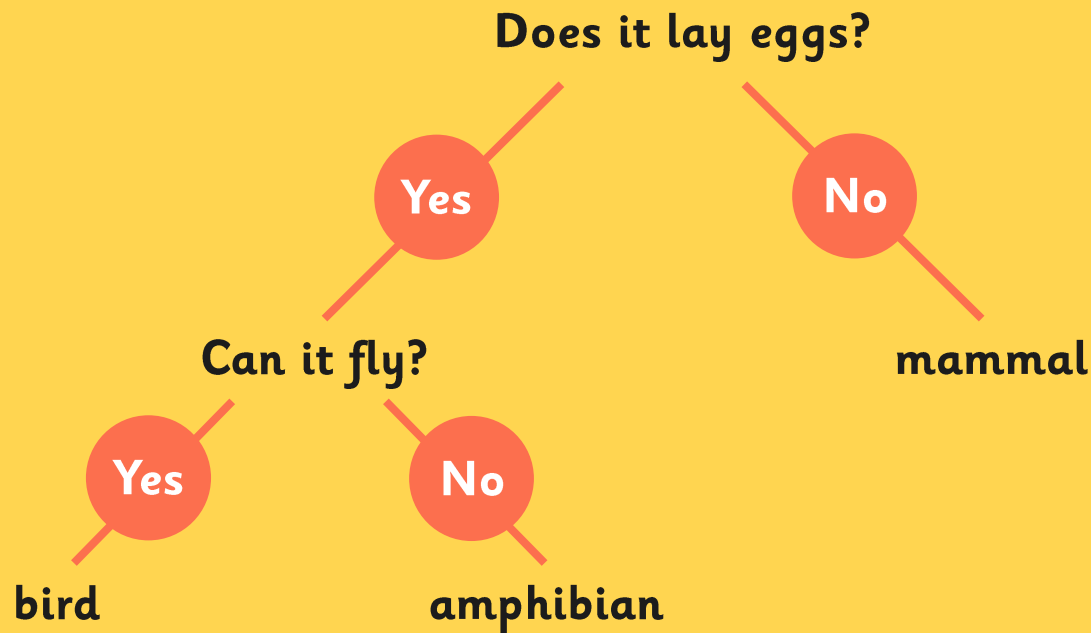 Does it lay eggs?
Yes
No
Can it fly?
mammal
Yes
No
bird
amphibian